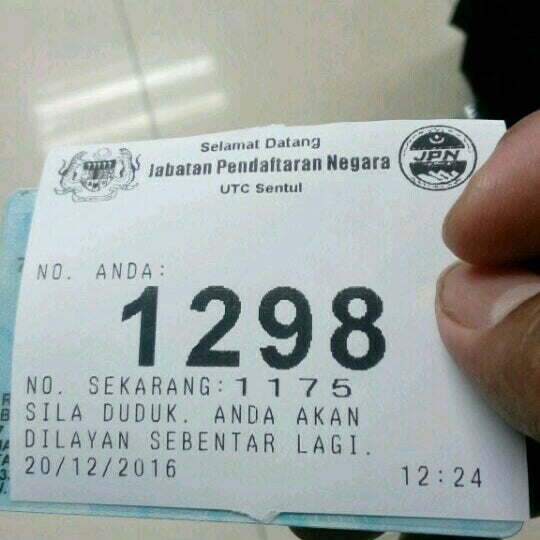 Selamat Datang
Jabatan Pendaftaran Negara
JPN
UTC Sentul
NO. ANDA:
1298
NO. SEKARANG:1175
SILA DUDUK. ANDA AKAN
DILAYAN SEBENTAR LAGI.
20/12/2016 12:24